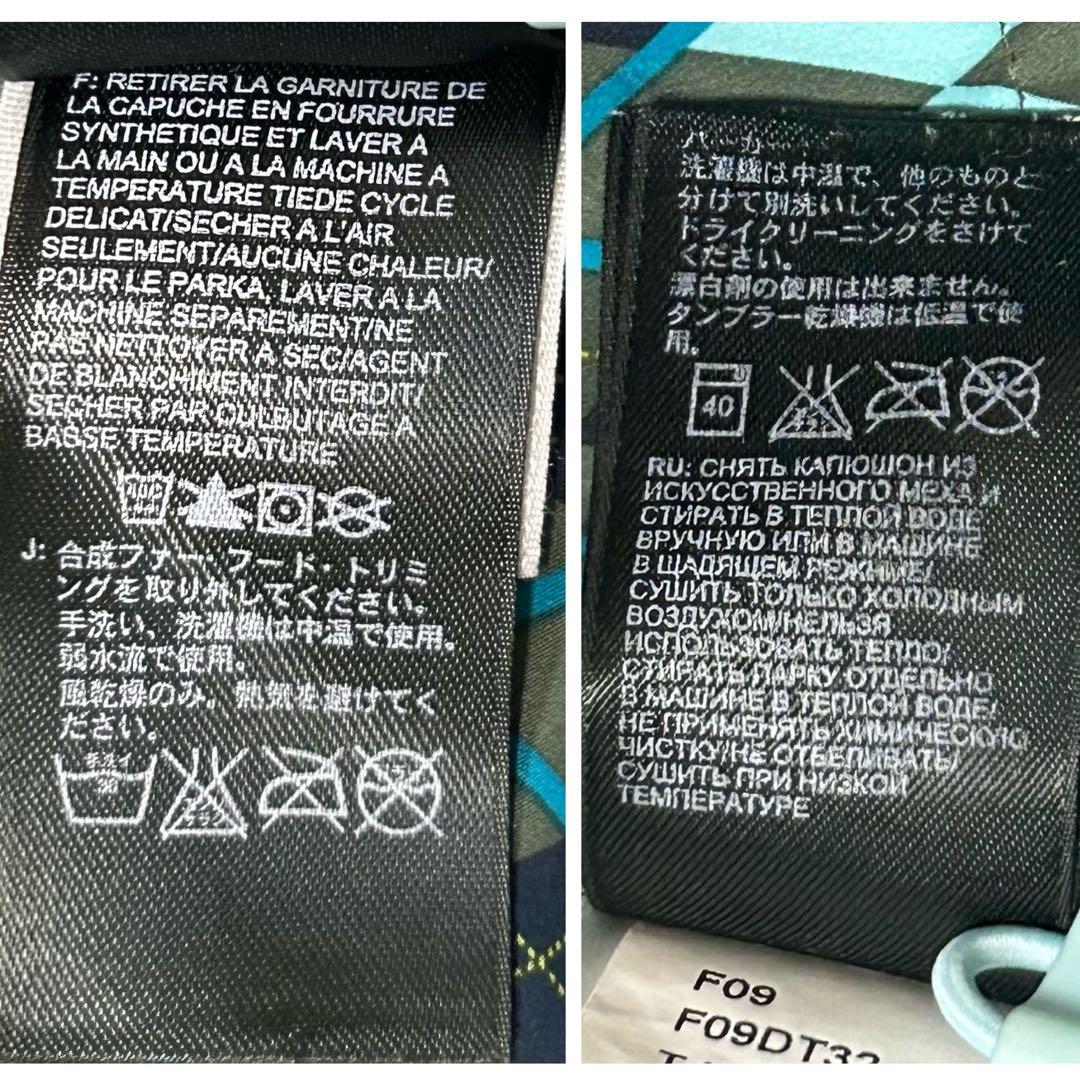 F: RETIRER LA GARNITURE DE
LA CAPUCHE EN FOURRURE
SYNTHETIQUE ET LAVER A
LA MAIN OU A LA MACHINE A
TEMPERATURE TIEDE CYCLE
DELICAT/SECHER A L'AIR
SEULEMENT/AUCUNE CHALEUR/
POUR LE PARKA, LAVER A LA
MACHINE SEPAREMENT/NE
PAS NETTOYER A SEC/AGENT
DE BLANCHIMENT INTERDIT/
SECHER PAR OULBUTAGE A
BASSE TEMPERATURE
J: 合成ファー・フード・トリミ
ングを取り外してください。
手洗い、洗濯機は中温で使用。
弱水流で使用。
風乾燥のみ。熱気を避けてく
ださい。
洗濯機は中温で、他のものと
分けて別洗いしてください。
ドライクリーニングをさけて
ください。
漂白剤の使用は出来ません。
タンブラー乾燥機は低温で使
用。
40
RU: СНЯТЬ КАПЮШОН ИЗ
ИСКУССТВЕННОГО МЕХА И
СТИРАТЬ В ТЕПЛОЙ ВОДЕ
ВРУЧНУЮ ИЛИ В МАШИНЕ
В ЩАДЯЩЕМ РЕЖИМЕ/
СУШИТЬ ТОЛЬКО ХОЛОДНЫМ
ВОЗДУХОМ/НЕЛЬЗЯ
ИСПОЛЬЗОВАТЬ ТЕПЛО/
СТИРАТЬ ПАРКУ ОТДЕЛЬНО
В МАШИНЕ В ТЕПЛОЙ ВОДЕ/
НЕ ПРИМЕНЯТЬ ХИМИЧЕСКУЮ
ЧИСТКУ/НЕ ОТБЕЛИВАТЬ/
СУШИТЬ ПРИ НИЗКОЙ
ТЕМПЕРАТУРЕ
F09
F09DT32